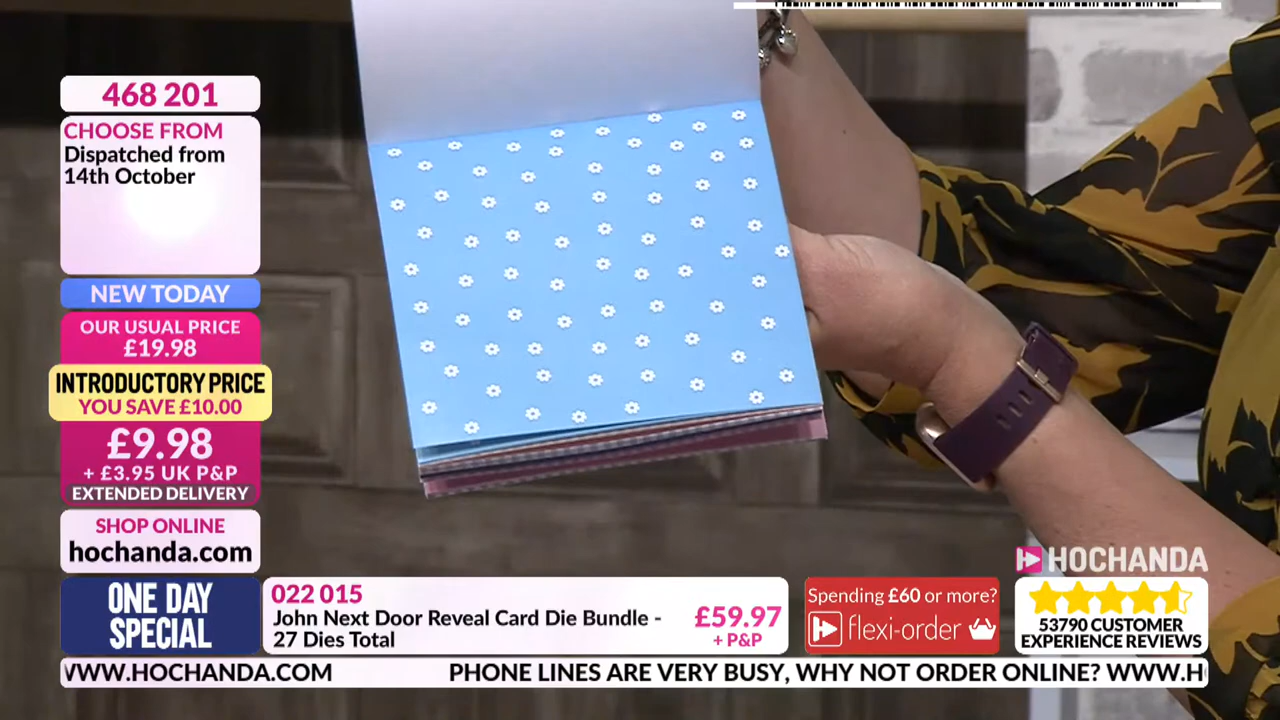 468 201
CHOOSE FROM
Dispatched from
14th October
NEW TODAY
OUR USUAL PRICE
£19.98
INTRODUCTORY PRICE
YOU SAVE £10.00
£9.98
+ £3.95 UK P&P
EXTENDED DELIVERY
SHOP ONLINE
hochanda.com
ONE DAY
SPECIAL
022 015
John Next Door Reveal Card Die Bundle -
27 Dies Total
£59.97
+ P&P
Spending £60 or more?
flexi-order
HOCHANDA
53790 CUSTOMER
EXPERIENCE REVIEWS
WWW.HOCHANDA.COM PHONE LINES ARE VERY BUSY, WHY NOT ORDER ONLINE? WWW.H